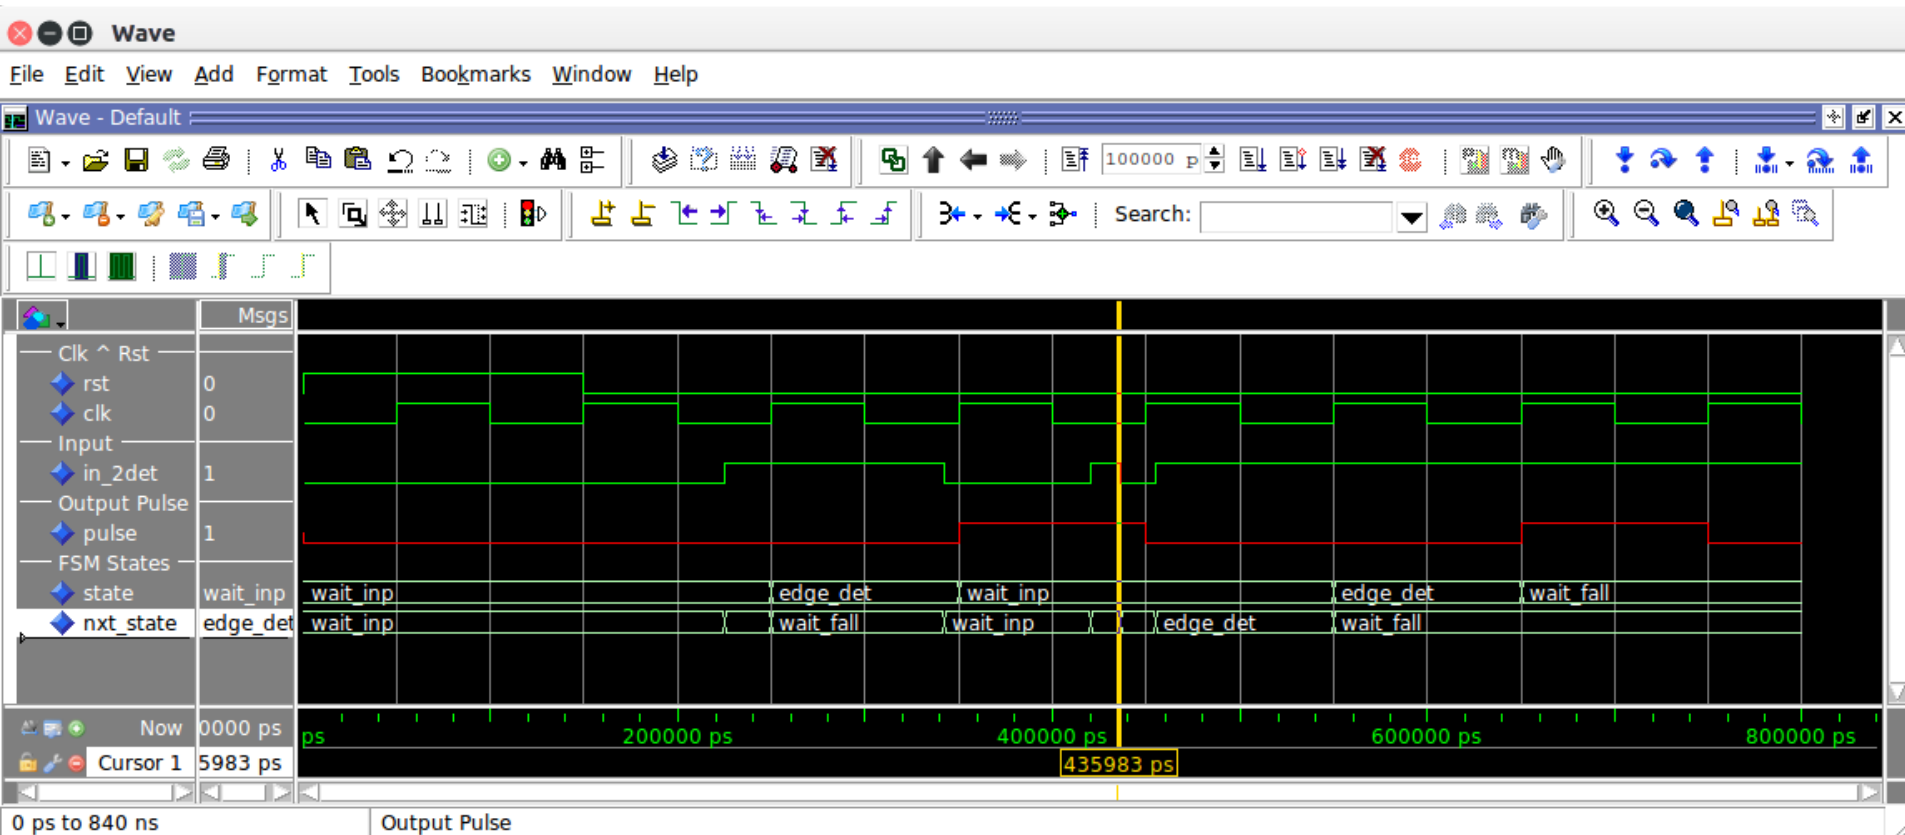 Wave
File Edit View Add Format Tools Bookmarks Window Help
Wave - Default
100000 p
Search:
Msgs
Clk ^ Rst
rst 0
clk 0
Input
in_2det 1
Output Pulse
pulse 1
FSM States
state wait_inp wait_inp edge_det wait_inp edge_det wait_fall
nxt_state edge_det wait_inp wait_fall wait_inp edge_det wait_fall
Now 0000 ps ps 200000 ps 400000 ps 600000 ps 800000 ps
Cursor 1 5983 ps 435983 ps
0 ps to 840 ns Output Pulse